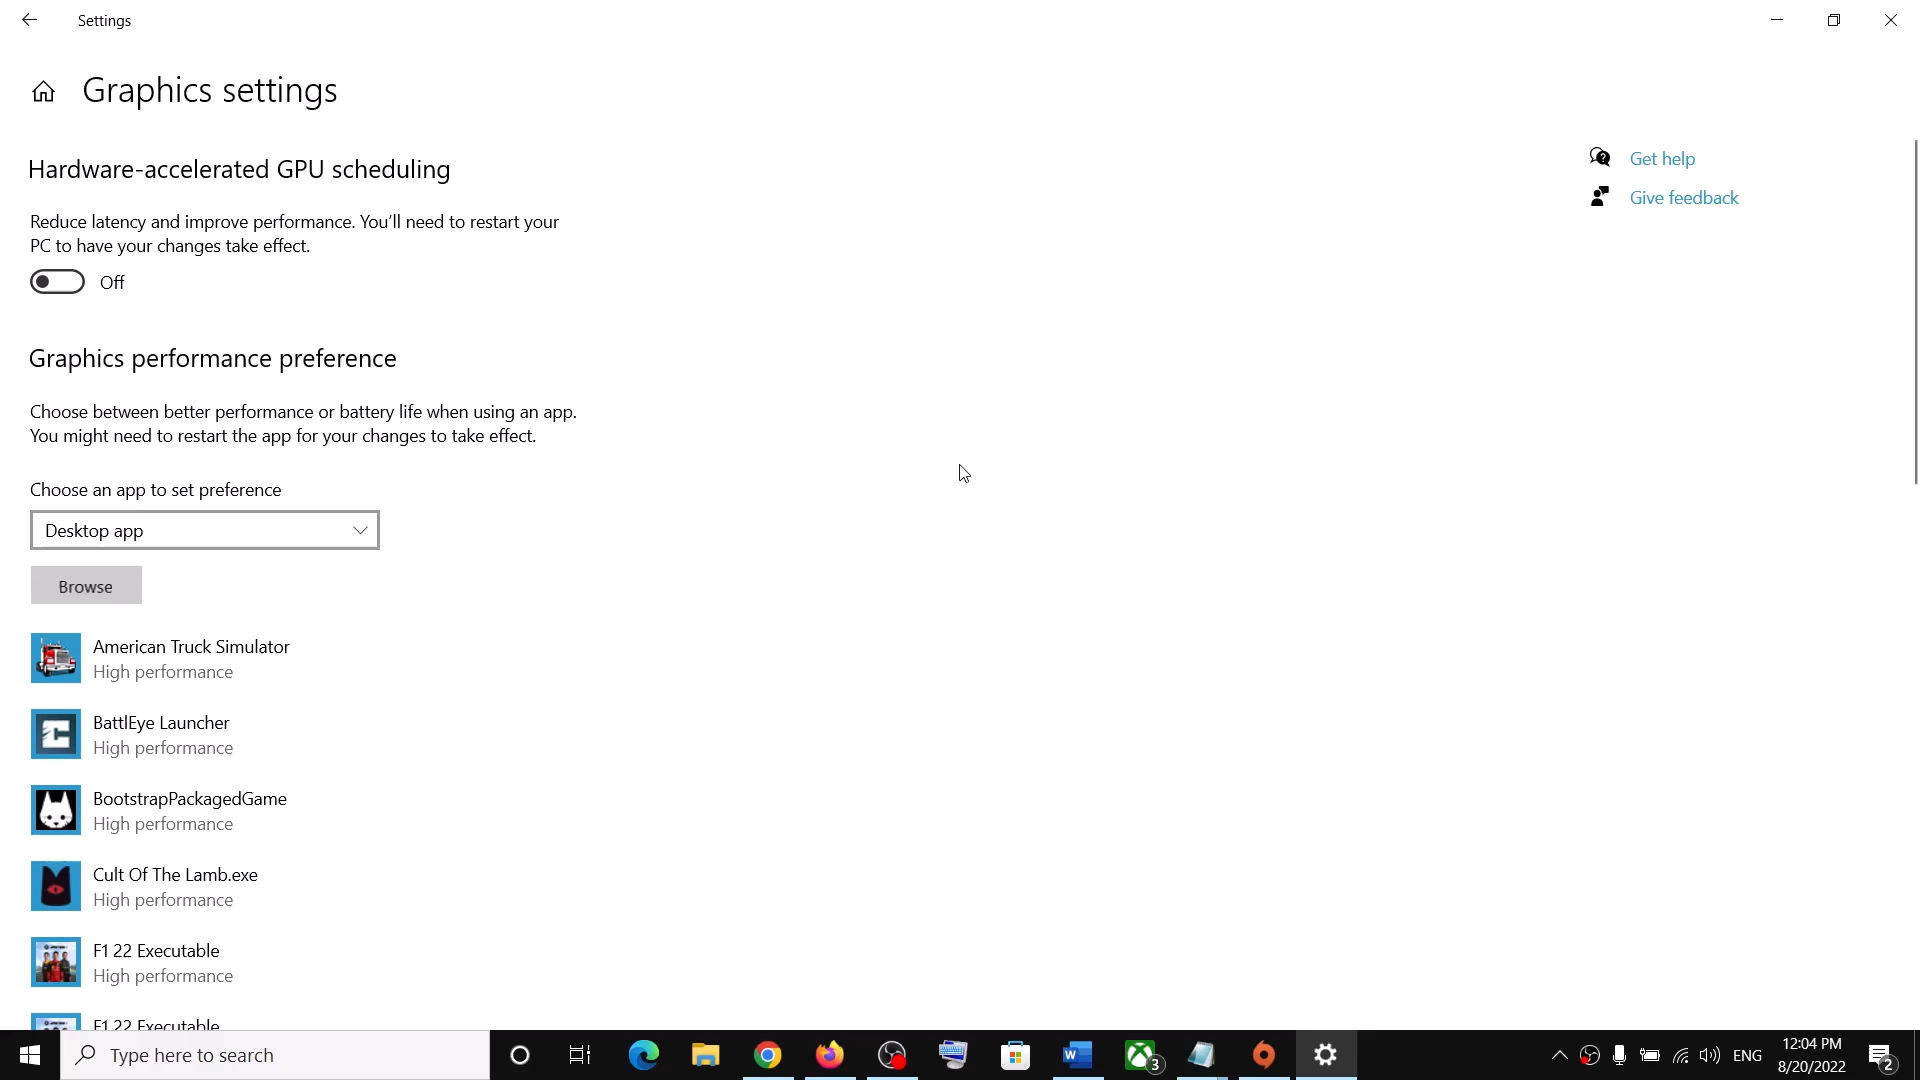 Settings
Graphics settings
Hardware-accelerated GPU scheduling
Reduce latency and improve performance. You'll need to restart your
PC to have your changes take effect.
Off
Graphics performance preference
Choose between better performance or battery life when using an app.
You might need to restart the app for your changes to take effect.
Choose an app to set preference
Desktop app
Browse
American Truck Simulator
High performance
BattlEye Launcher
High performance
BootstrapPackagedGame
High performance
Cult Of The Lamb.exe
High performance
F1 22 Executable
High performance
F1 22 Executable
Get help
Give feedback
Type here to search
W
3
ENG
12:04 PM
8/20/2022
2